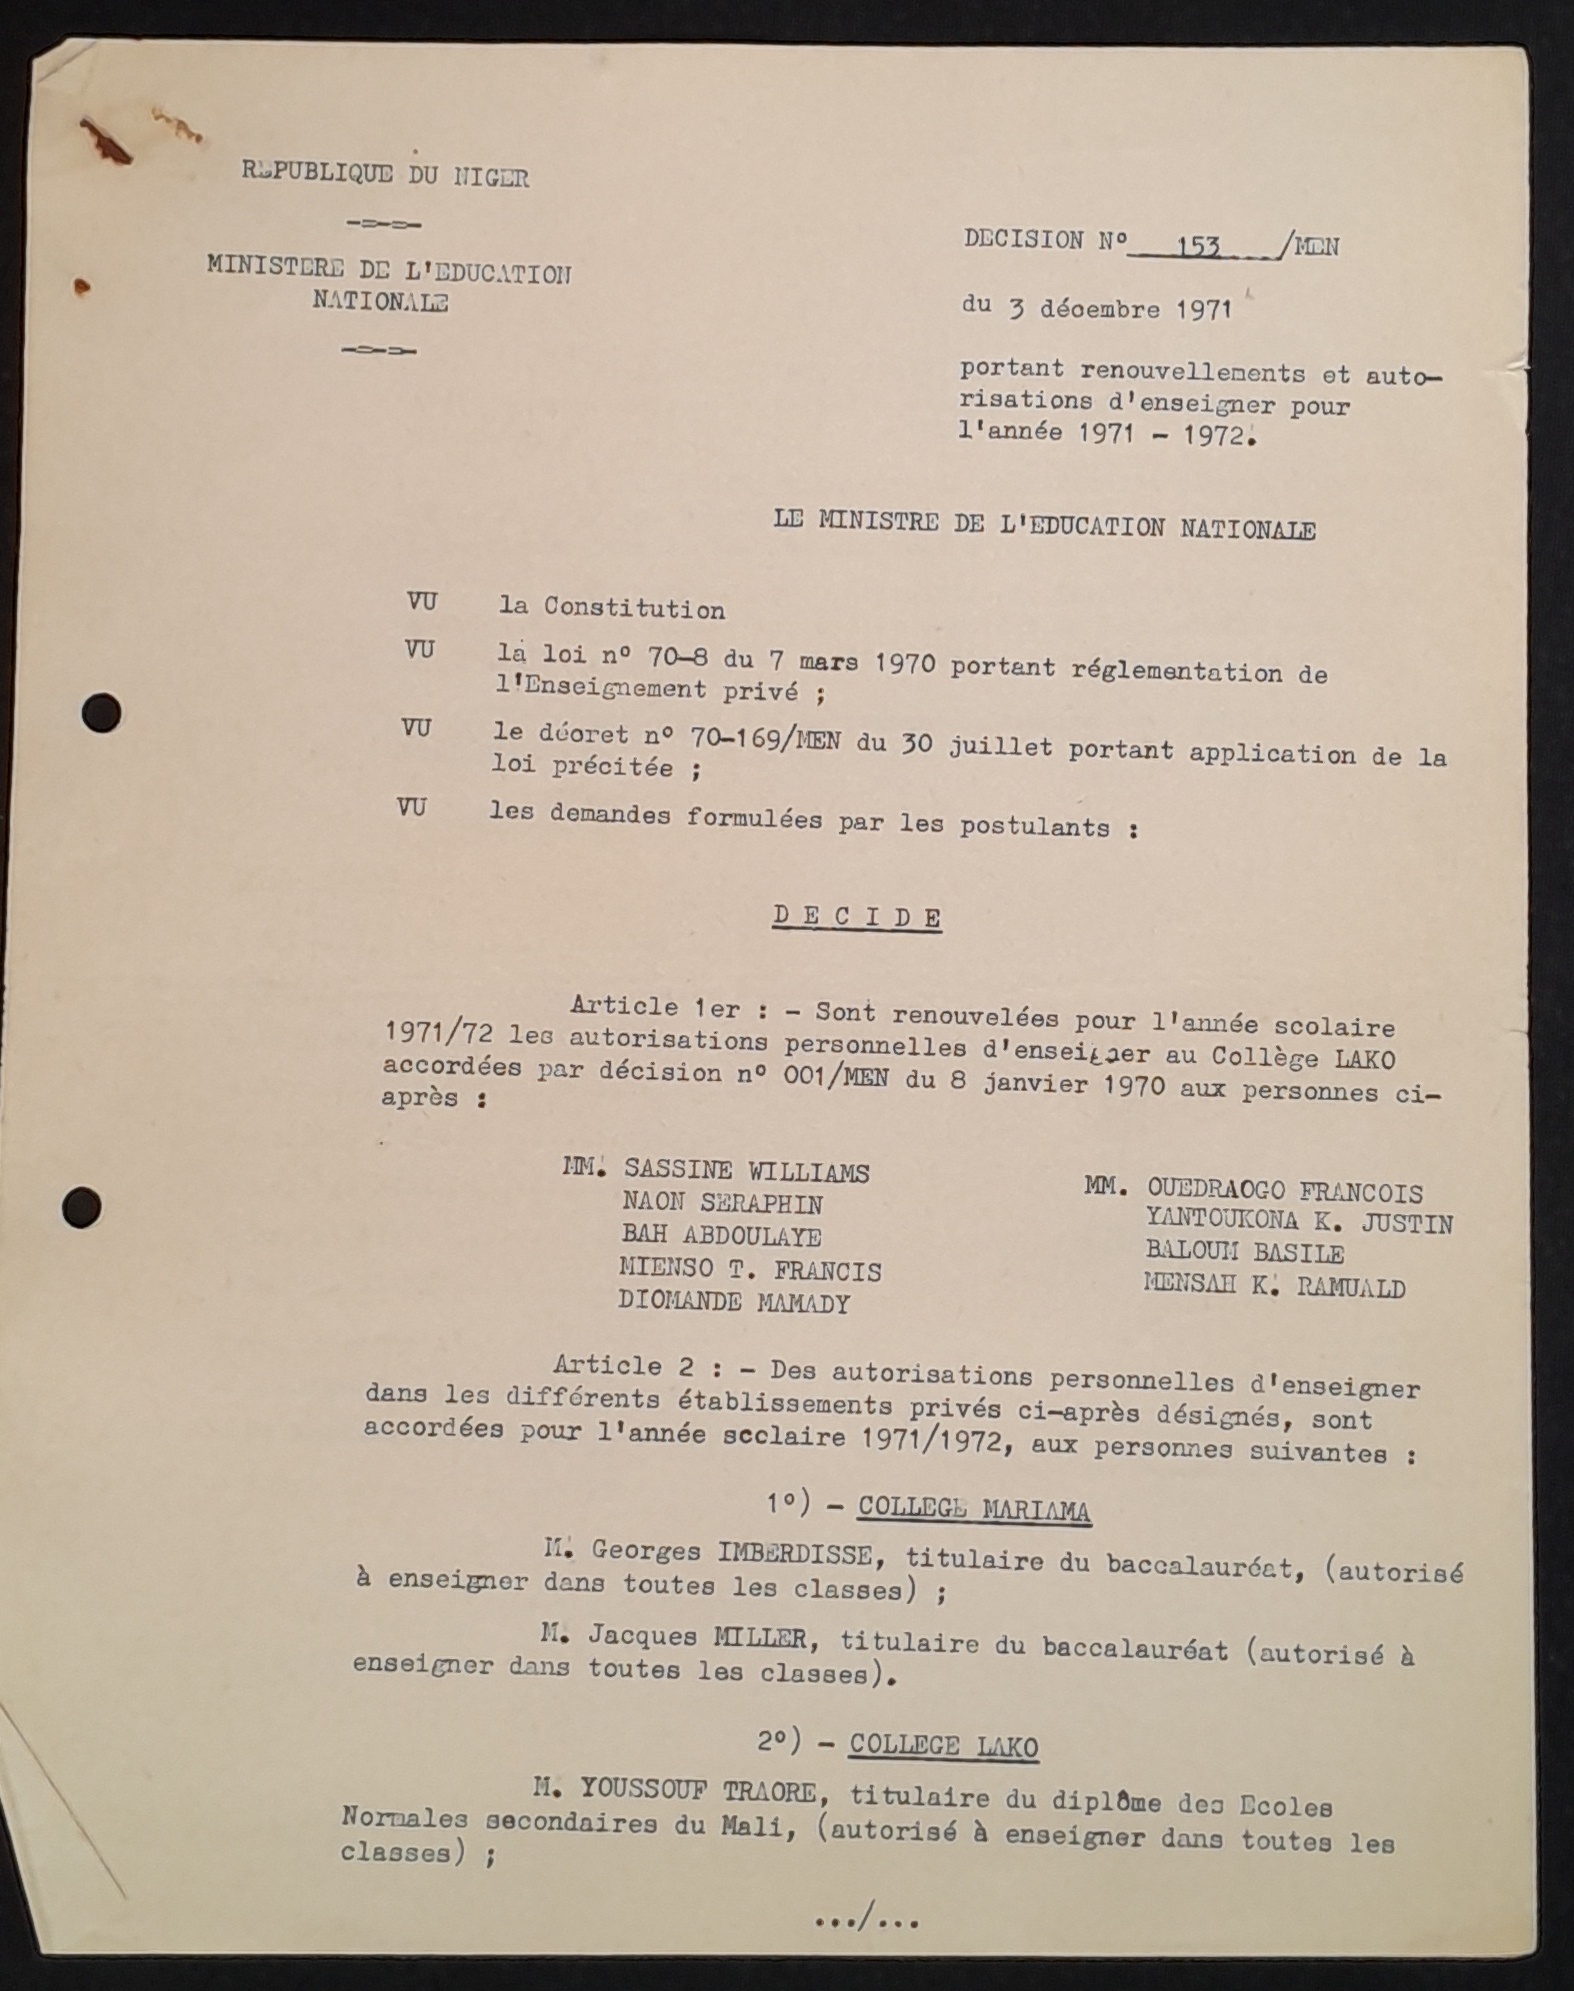 REPUBLIQUE DU NIGER
-=-=-
MINISTERE DE L'EDUCATION
NATIONALE
-=-=-
DECISION Nº 153 /MEN
du 3 décembre 1971
portant renouvellements et auto-
risations d'enseigner pour
l'année 1971 - 1972.
LE MINISTRE DE L'EDUCATION NATIONALE
VU la Constitution
VU la loi nº 70-8 du 7 mars 1970 portant réglementation de
l'Enseignement privé ;
VU le décret nº 70-169/MEN du 30 juillet portant application de la
loi précitée ;
VU les demandes formulées par les postulants :
D E C I D E
Article 1er : - Sont renouvelées pour l'année scolaire
1971/72 les autorisations personnelles d'enseigner au Collège LAKO
accordées par décision nº 001/MEN du 8 janvier 1970 aux personnes ci-
après :
MM. SASSINE WILLIAMS
NAON SERAPHIN
BAH ABDOULAYE
MIENSO T. FRANCIS
DIOMANDE MAMADY
MM. OUEDRAOGO FRANCOIS
YANTOUKONA K. JUSTIN
BALOUM BASILE
MENSAH K. RAMUALD
Article 2 : - Des autorisations personnelles d'enseigner
dans les différents établissements privés ci-après désignés, sont
accordées pour l'année scolaire 1971/1972, aux personnes suivantes :
1º) - COLLEGE MARIAMA
M. Georges IMBERDISSE, titulaire du baccalauréat, (autorisé
à enseigner dans toutes les classes) ;
M. Jacques MILLER, titulaire du baccalauréat (autorisé à
enseigner dans toutes les classes).
2º) - COLLEGE LAKO
M. YOUSSOUF TRAORE, titulaire du diplôme des Ecoles
Normales secondaires du Mali, (autorisé à enseigner dans toutes les
classes) ;
.../...